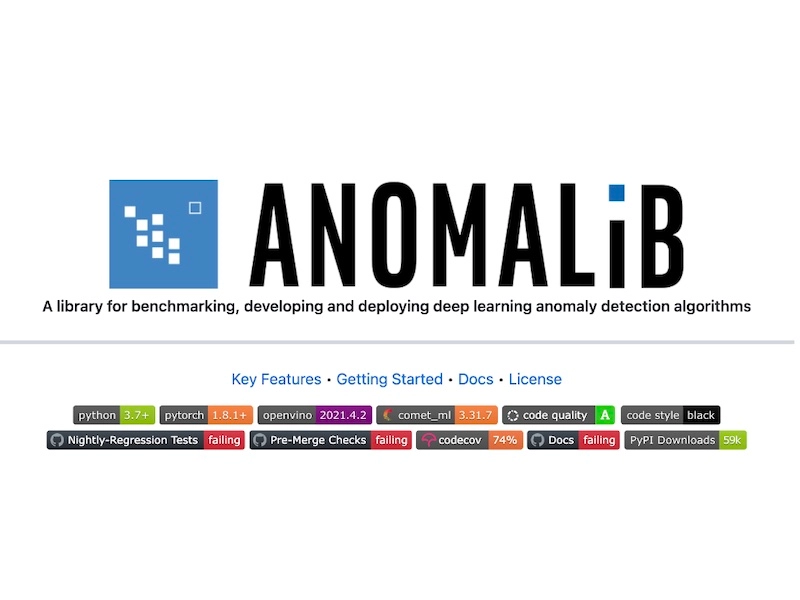 ANOMALiB
A library for benchmarking, developing and deploying deep learning anomaly detection algorithms
Key Features • Getting Started • Docs • License
python 3.7+ pytorch 1.8.1+ openvino 2021.4.2 comet_ml 3.31.7 code quality A code style black
Nightly-Regression Tests failing Pre-Merge Checks failing codecov 74% Docs failing PyPI Downloads 59k